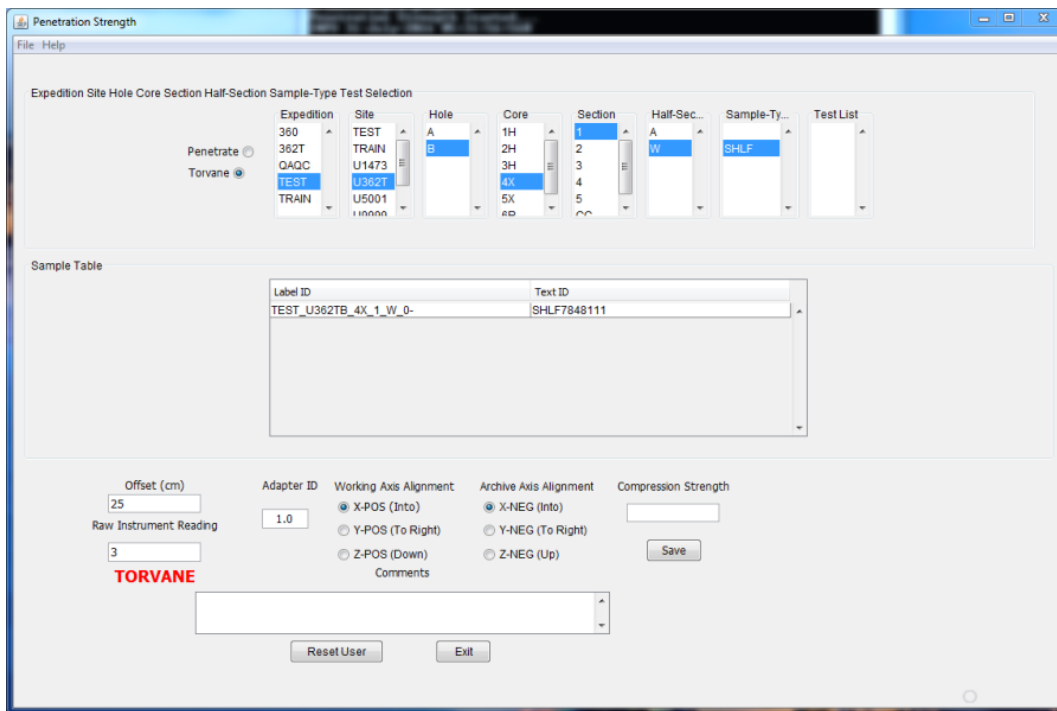 Penetration Strength
File Help
Expedition Site Hole Core Section Half-Section Sample-Type Test Selection
Expedition Site Hole Core Section Half-Sec... Sample-Ty... Test List
Penetrate
Torvane
360
362T
QAQC
TEST
TRAIN
TEST
TRAIN
U1473
U362T
U5001
U9999
A
B
1H
2H
3H
4X
5X
6R
1
2
3
4
5
CC
A
W
SHLF
Sample Table
Label ID Text ID
TEST_U362TB_4X_1_W_0- SHLF7848111
Offset (cm) Adapter ID Working Axis Alignment Archive Axis Alignment Compression Strength
25 1.0 X-POS (Into) X-NEG (Into)
Raw Instrument Reading Y-POS (To Right) Y-NEG (To Right)
3 Z-POS (Down) Z-NEG (Up) Save
TORVANE Comments
Reset User Exit